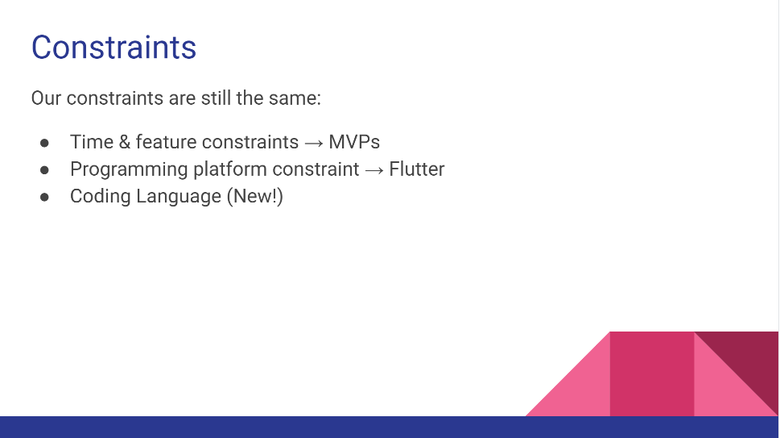 Constraints
Our constraints are still the same:
● Time & feature constraints → MVPs
● Programming platform constraint → Flutter
● Coding Language (New!)